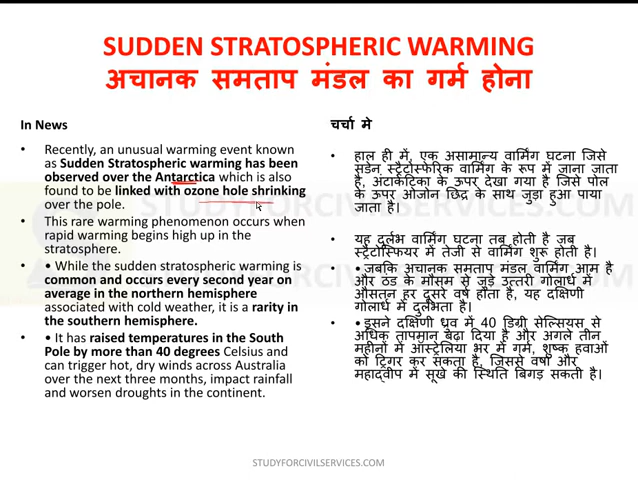 SUDDEN STRATOSPHERIC WARMING
अचानक समताप मंडल का गर्म होना
In News
• Recently, an unusual warming event known
as Sudden Stratospheric warming has been
observed over the Antarctica which is also
found to be linked with ozone hole shrinking
over the pole.
• This rare warming phenomenon occurs when
rapid warming begins high up in the
stratosphere.
• • While the sudden stratospheric warming is
common and occurs every second year on
average in the northern hemisphere
associated with cold weather, it is a rarity in
the southern hemisphere.
• • It has raised temperatures in the South
Pole by more than 40 degrees Celsius and
can trigger hot, dry winds across Australia
over the next three months, impact rainfall
and worsen droughts in the continent.
चर्चा मे
• हाल ही में, एक असामान्य वार्मिंग घटना जिसे
सडेन स्ट्रैटोस्फेरिक वार्मिंग के रूप में जाना जाता
है, अंटार्कटिका के ऊपर देखा गया है जिसे पोल
के ऊपर ओजोन छिद्र के साथ जुड़ा हुआ पाया
जाता है।
• यह दुर्लभ वार्मिंग घटना तब होती है जब
स्ट्रैटोस्फियर में तेजी से वार्मिंग शुरू होती है।
• • जबकि अचानक समताप मंडल वार्मिंग आम है
और ठंड के मौसम से जुड़े उत्तरी गोलार्ध में
औसतन हर दूसरे वर्ष होता है, यह दक्षिणी
गोलार्ध में दुर्लभता है।
• • इसने दक्षिणी ध्रुव में 40 डिग्री सेल्सियस से
अधिक तापमान बढ़ा दिया है और अगले तीन
महीनों में ऑस्ट्रेलिया भर में गर्म, शुष्क हवाओं
को ट्रिगर कर सकता है, जिससे वर्षा और
महाद्वीप में सूखे की स्थिति बिगड़ सकती है।
STUDYFORCIVILSERVICES.COM